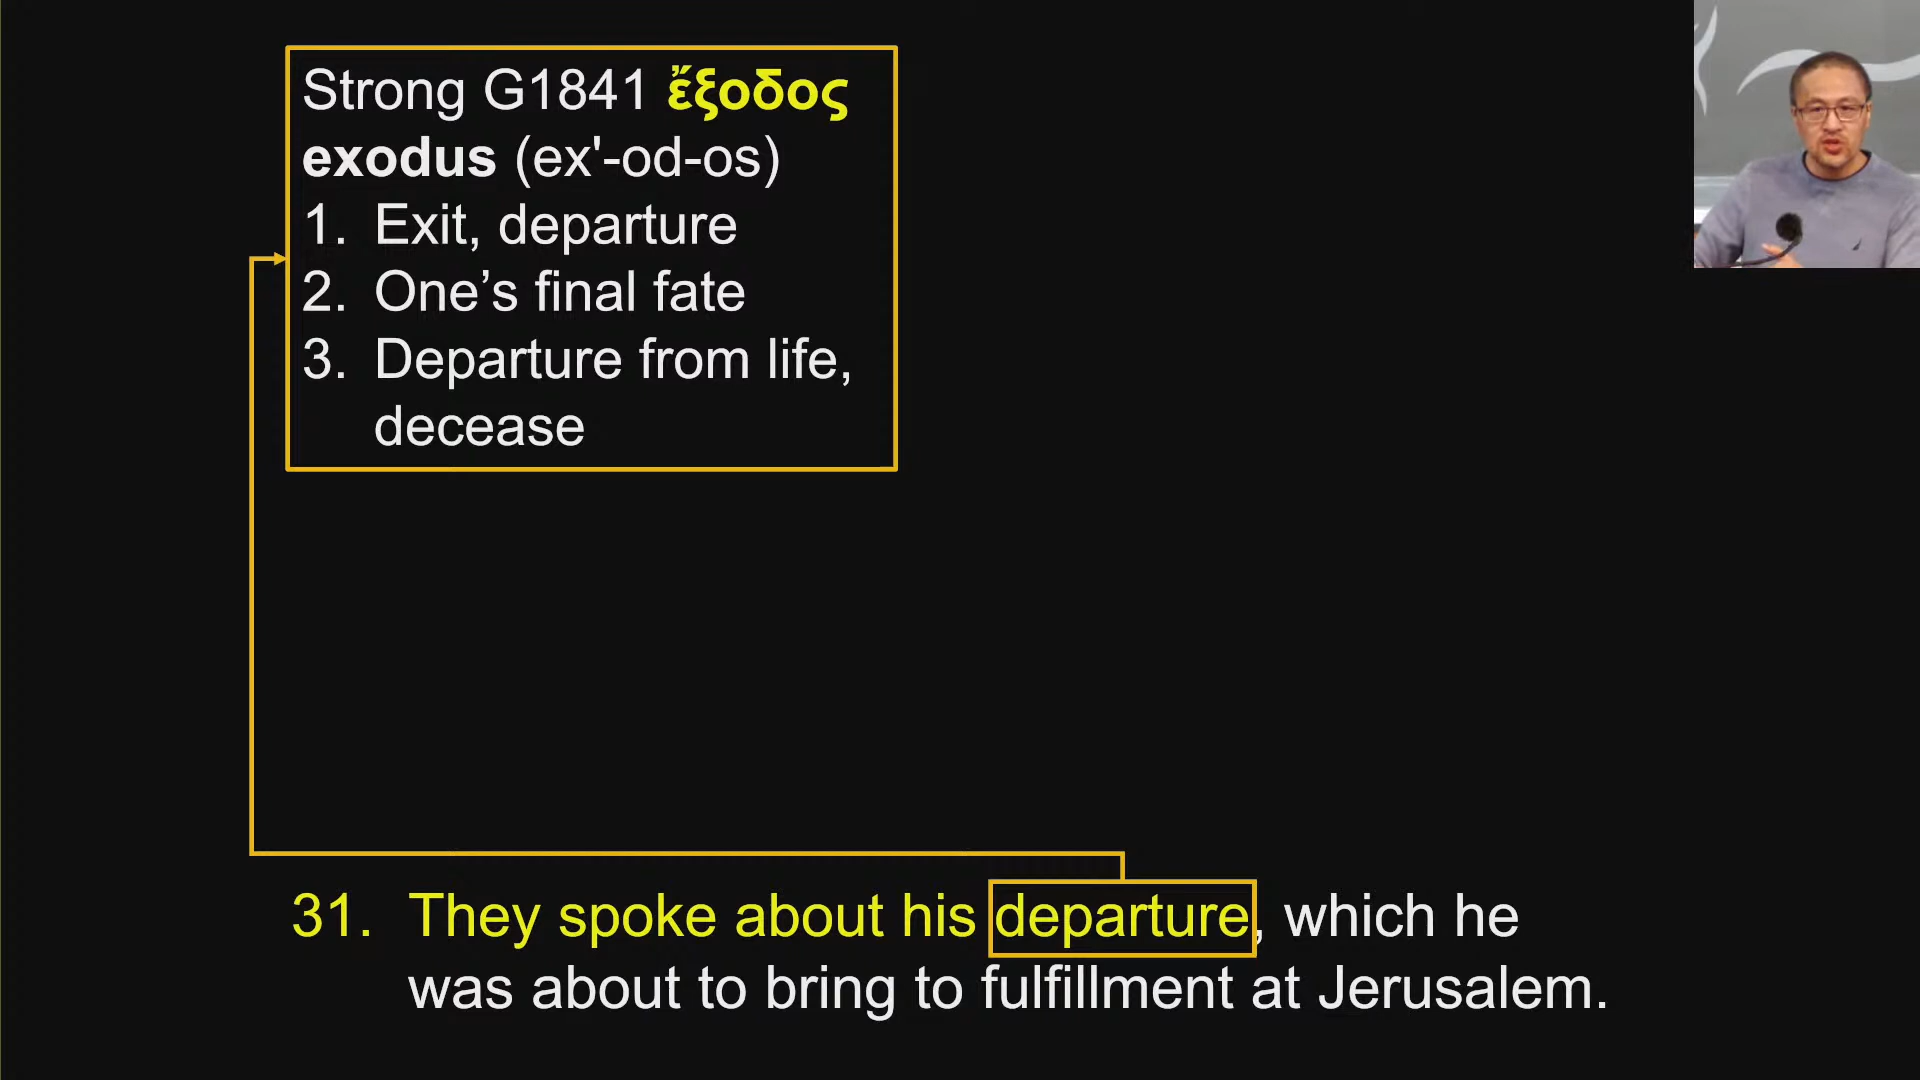 Strong G1841 ἔξοδος
exodus (ex'-od-os)
1. Exit, departure
2. One’s final fate
3. Departure from life,
decease
31. They spoke about his departure, which he
was about to bring to fulfillment at Jerusalem.